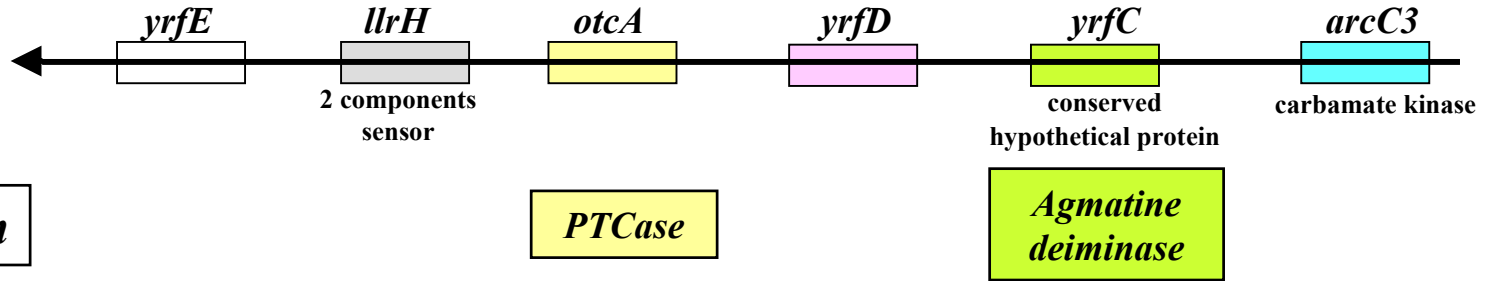 yrfE llrH otcA yrfD yrfC arcC3
2 components
sensor
conserved
hypothetical protein
carbamate kinase
PTCase
Agmatine
deiminase